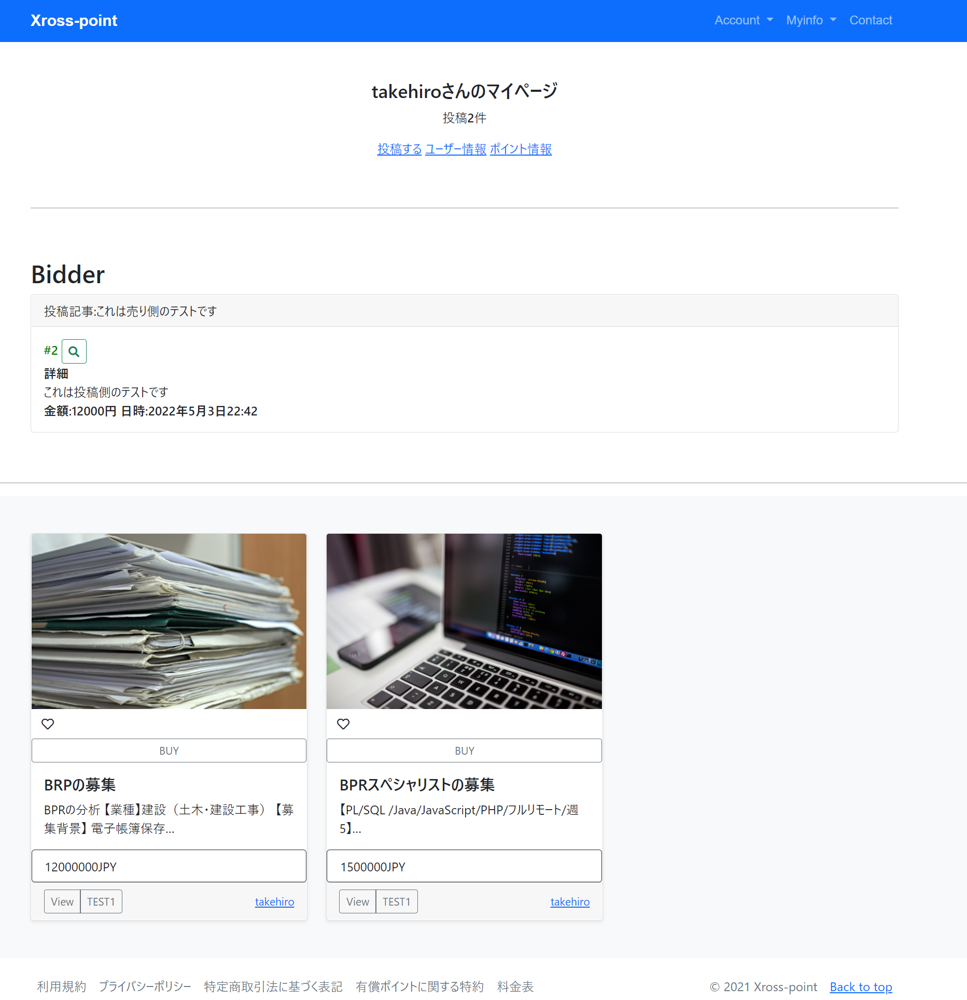 Xross-point
Account Myinfo Contact
takehiroさんのマイページ
投稿2件
投稿する ユーザー情報 ポイント情報
Bidder
投稿記事:これは売り側のテストです
#2
詳細
これは投稿側のテストです
金額:12000円 日時:2022年5月3日22:42
BUY
BRPの募集
BPRの分析 【業種】建設（土木・建設工事） 【募
集背景】 電子帳簿保存...
12000000JPY
View TEST1 takehiro
BUY
BPRスペシャリストの募集
【PL/SQL /Java/JavaScript/PHP/フルリモート/週
5】...
1500000JPY
View TEST1 takehiro
利用規約 プライバシーポリシー 特定商取引法に基づく表記 有償ポイントに関する特約 料金表
© 2021 Xross-point Back to top